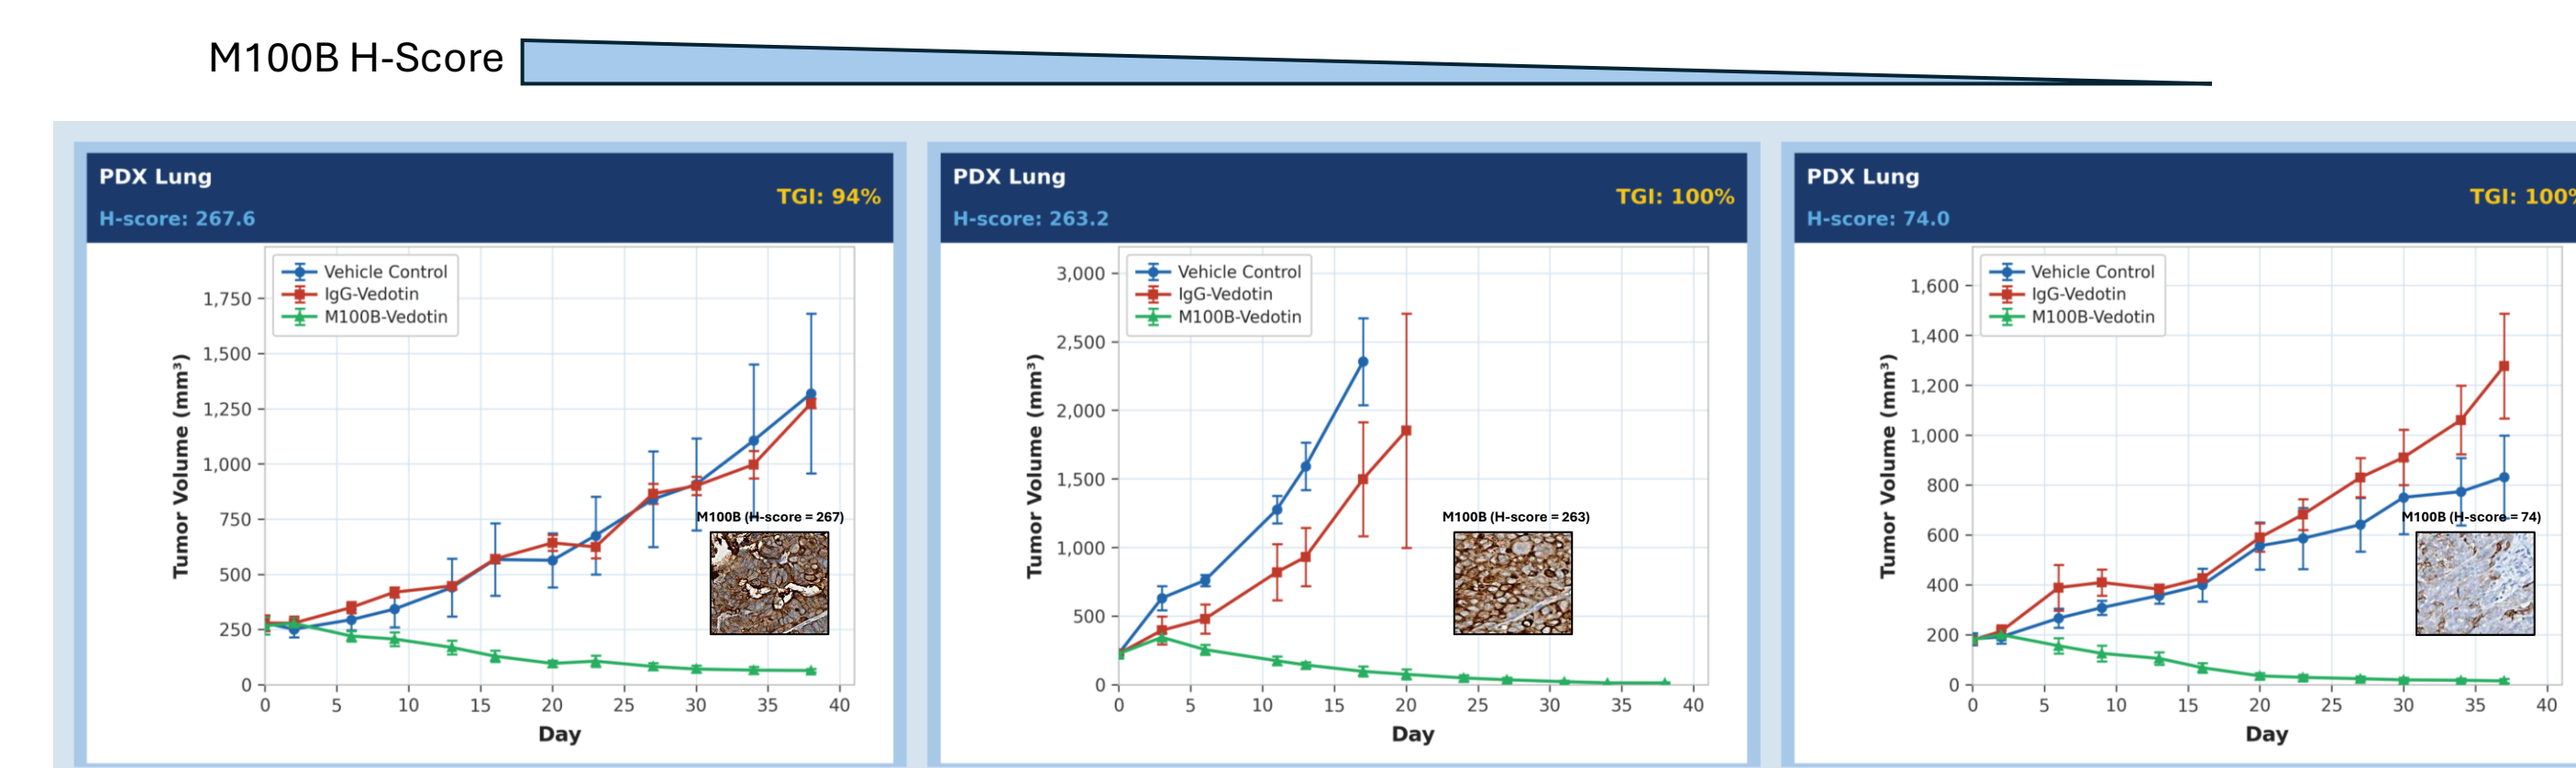 M100B H-Score
PDX Lung
TGI: 94%
H-score: 267.6
Vehicle Control
IgG-Vedotin
M100B-Vedotin
1,750
1,500
1,250
1,000
750
500
250
0
Tumor Volume (mm³)
M100B (H-score = 267)
0 5 10 15 20 25 30 35 40
Day
PDX Lung
TGI: 100%
H-score: 263.2
Vehicle Control
IgG-Vedotin
M100B-Vedotin
3,000
2,500
2,000
1,500
1,000
500
0
Tumor Volume (mm³)
M100B (H-score = 263)
0 5 10 15 20 25 30 35 40
Day
PDX Lung
TGI: 100%
H-score: 74.0
Vehicle Control
IgG-Vedotin
M100B-Vedotin
1,600
1,400
1,200
1,000
800
600
400
200
0
Tumor Volume (mm³)
M100B (H-score = 74)
0 5 10 15 20 25 30 35 40
Day